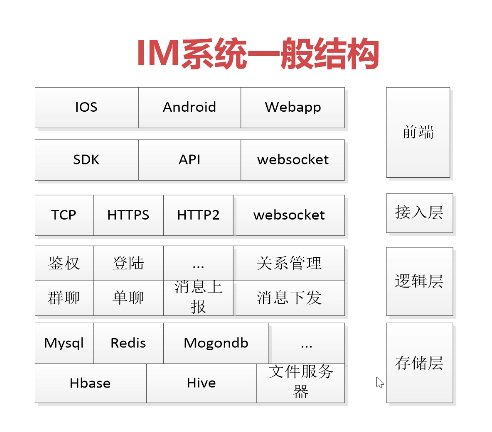 IM系统一般结构
IOS Android Webapp
前端
SDK API websocket
TCP HTTPS HTTP2 websocket 接入层
鉴权 登陆 ... 关系管理
逻辑层
群聊 单聊 消息上报 消息下发
Mysql Redis Mogondb ...
存储层
Hbase Hive 文件服务器